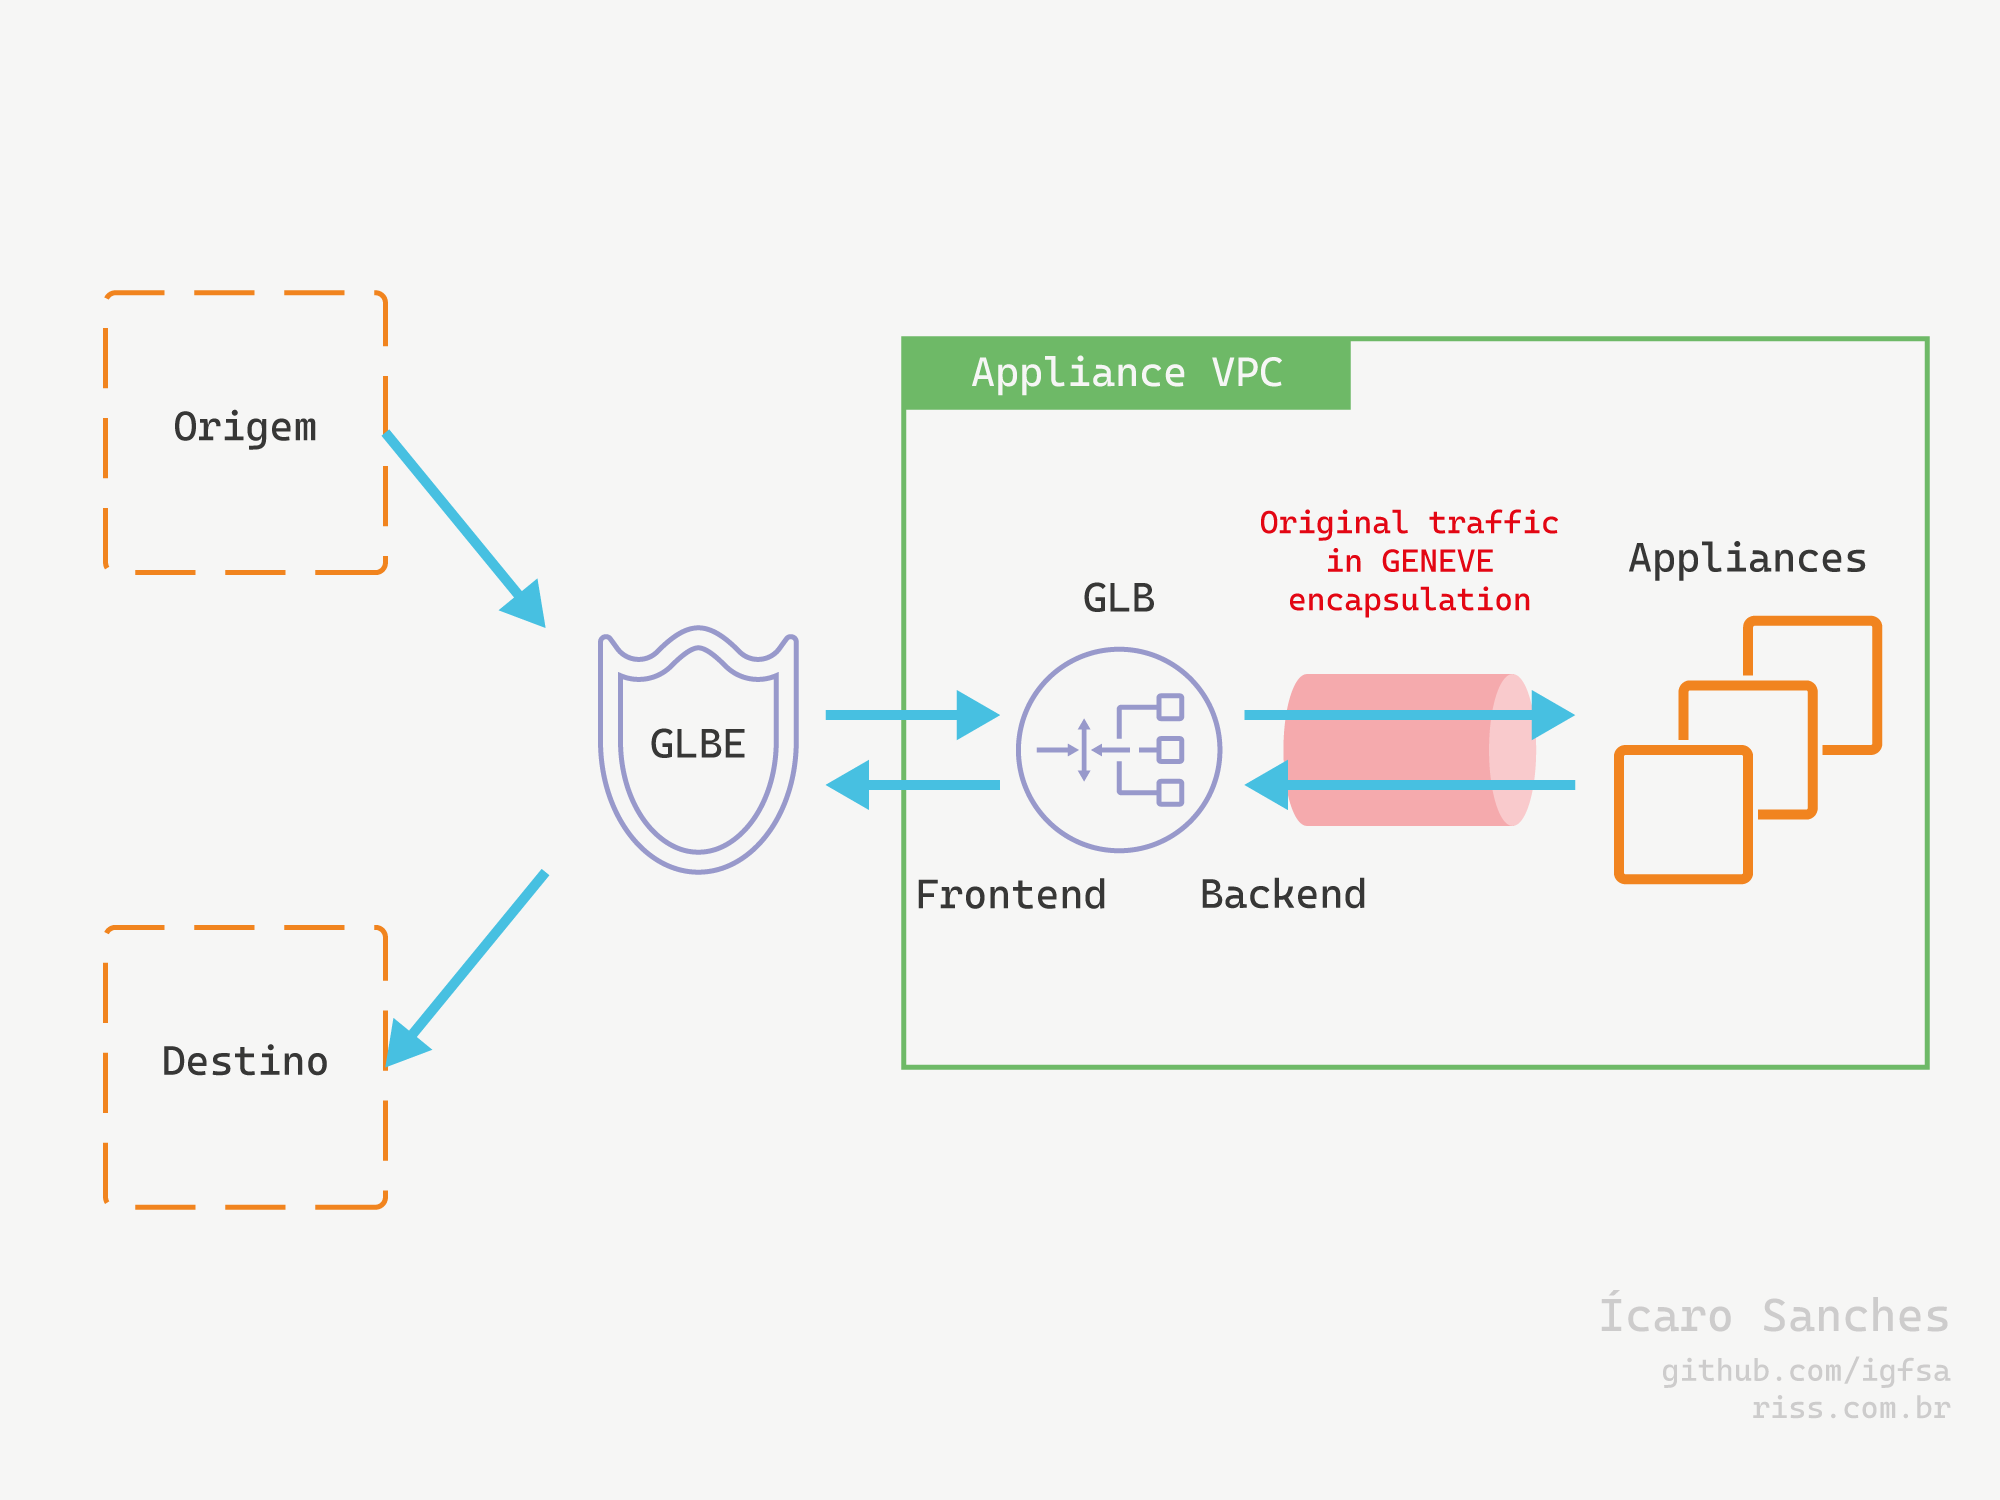 Origem
Appliance VPC
Original traffic
in GENEVE
encapsulation
Appliances
GLB
GLBE
Frontend
Backend
Destino
Ícaro Sanches
github.com/igfsa
riss.com.br